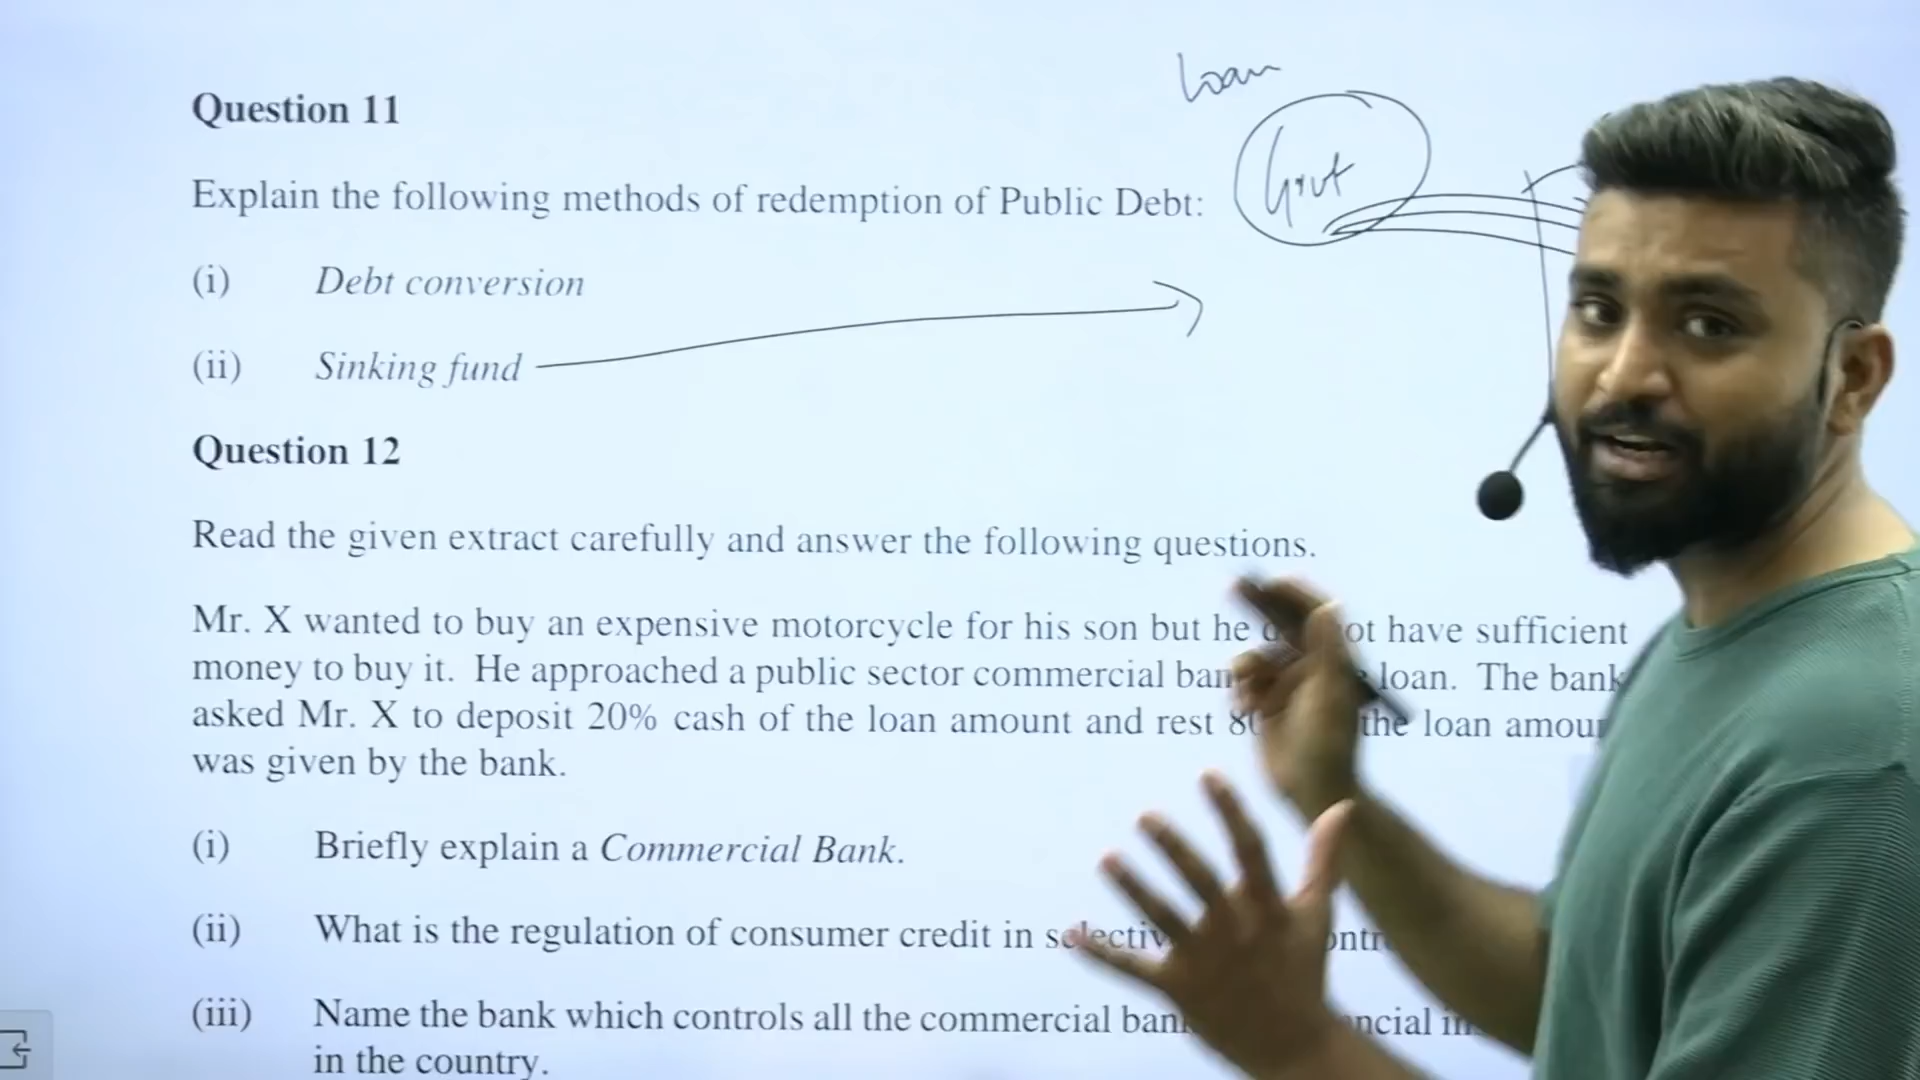 Loan
Question 11
Govt
Explain the following methods of redemption of Public Debt:
(i) Debt conversion
(ii) Sinking fund
Question 12
Read the given extract carefully and answer the following questions.
Mr. X wanted to buy an expensive motorcycle for his son but he have sufficient
money to buy it. He approached a public sector commercial loan. The bank
asked Mr. X to deposit 20% cash of the loan amount and rest the loan
was given by the bank.
(i) Briefly explain a Commercial Bank.
(ii) What is the regulation of consumer credit in
(iii) Name the bank which controls all the commercial
in the country.